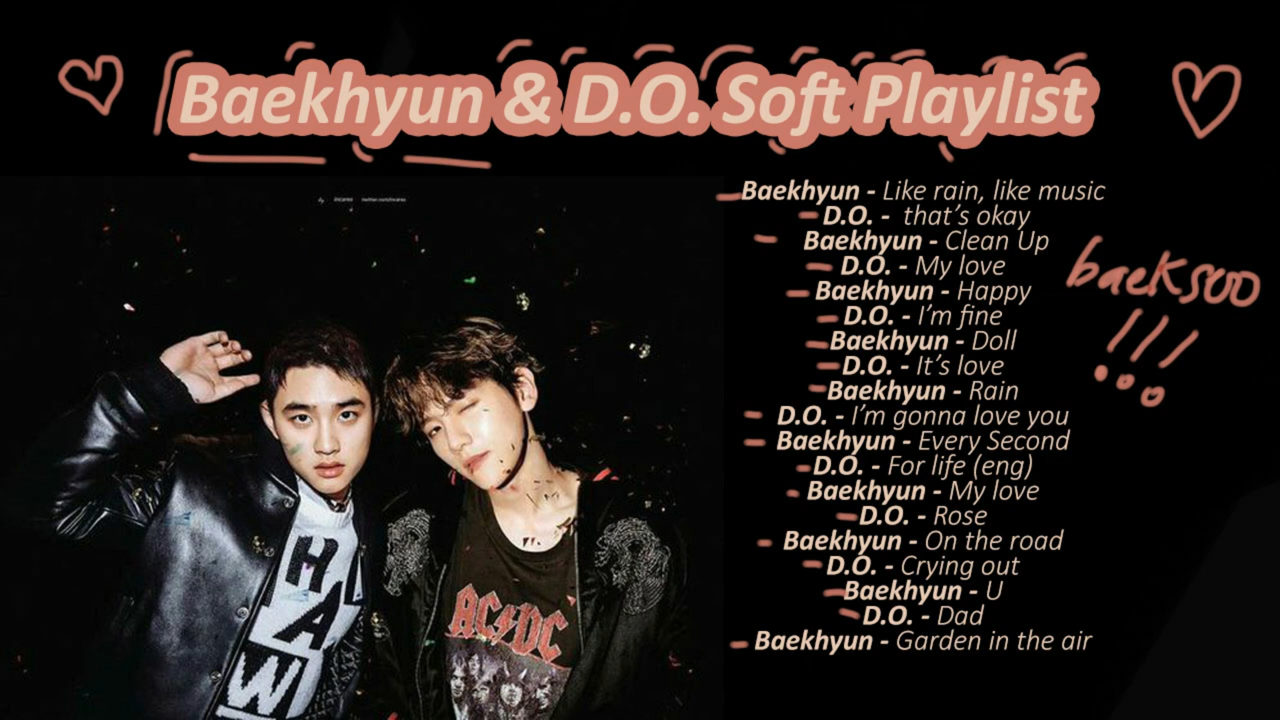 Baekhyun & D.O. Soft Playlist
Baekhyun - Like rain, like music
D.O. - that's okay
Baekhyun - Clean Up
D.O. - My love
Baekhyun - Happy
D.O. - I'm fine
Baekhyun - Doll
D.O. - It's love
Baekhyun - Rain
D.O. - I'm gonna love you
Baekhyun - Every Second
D.O. - For life (eng)
Baekhyun - My love
D.O. - Rose
Baekhyun - On the road
D.O. - Crying out
Baekhyun - U
D.O. - Dad
Baekhyun - Garden in the air
baeksoo
!!!
HA
AC DC